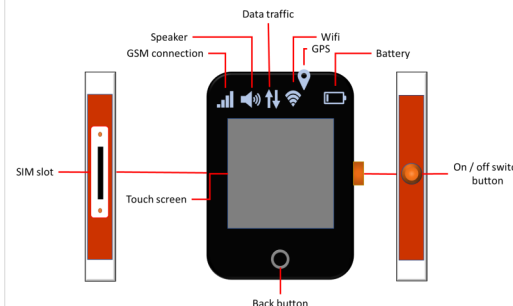 Data traffic
Speaker
Wifi
GSM connection
GPS
Battery
SIM slot
On / off switc
button
Touch screen
Back button